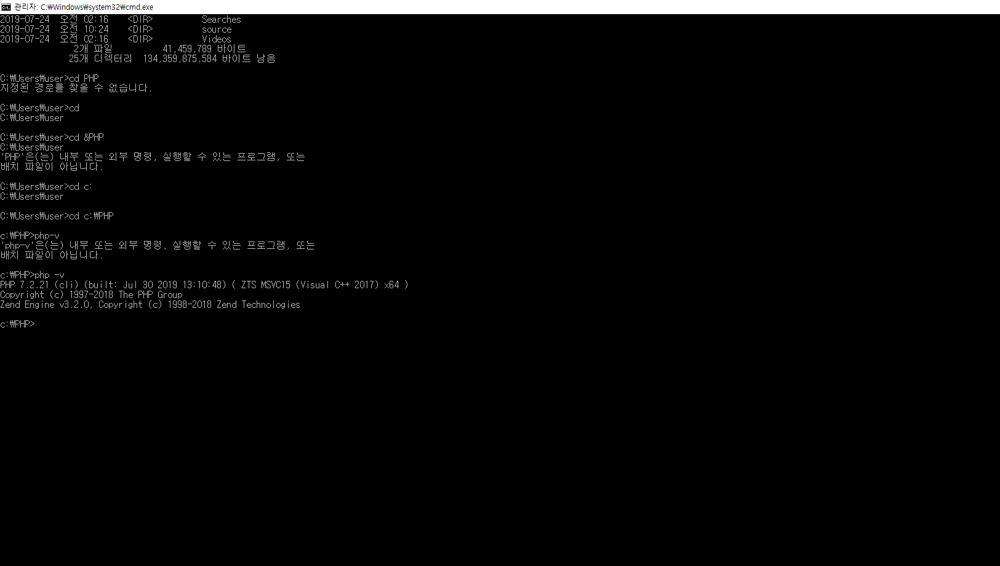 관리자: C:₩Windows₩system32₩cmd.exe
2019-07-24  오전 02:16    <DIR>          Searches
2019-07-24  오전 10:24    <DIR>          source
2019-07-24  오전 02:16    <DIR>          Videos
2개 파일          41,459,789 바이트
25개 디렉터리  134,359,875,584 바이트 남음
C:₩Users₩user>cd PHP
지정된 경로를 찾을 수 없습니다.
C:₩Users₩user>cd
C:₩Users₩user
C:₩Users₩user>cd &PHP
C:₩Users₩user
'PHP'은(는) 내부 또는 외부 명령, 실행할 수 있는 프로그램, 또는
배치 파일이 아닙니다.
C:₩Users₩user>cd c:
C:₩Users₩user
C:₩Users₩user>cd c:₩PHP
c:₩PHP>php-v
'php-v'은(는) 내부 또는 외부 명령, 실행할 수 있는 프로그램, 또는
배치 파일이 아닙니다.
c:₩PHP>php -v
PHP 7.2.21 (cli) (built: Jul 30 2019 13:10:48) ( ZTS MSVC15 (Visual C++ 2017) x64 )
Copyright (c) 1997-2018 The PHP Group
Zend Engine v3.2.0, Copyright (c) 1998-2018 Zend Technologies
c:₩PHP>